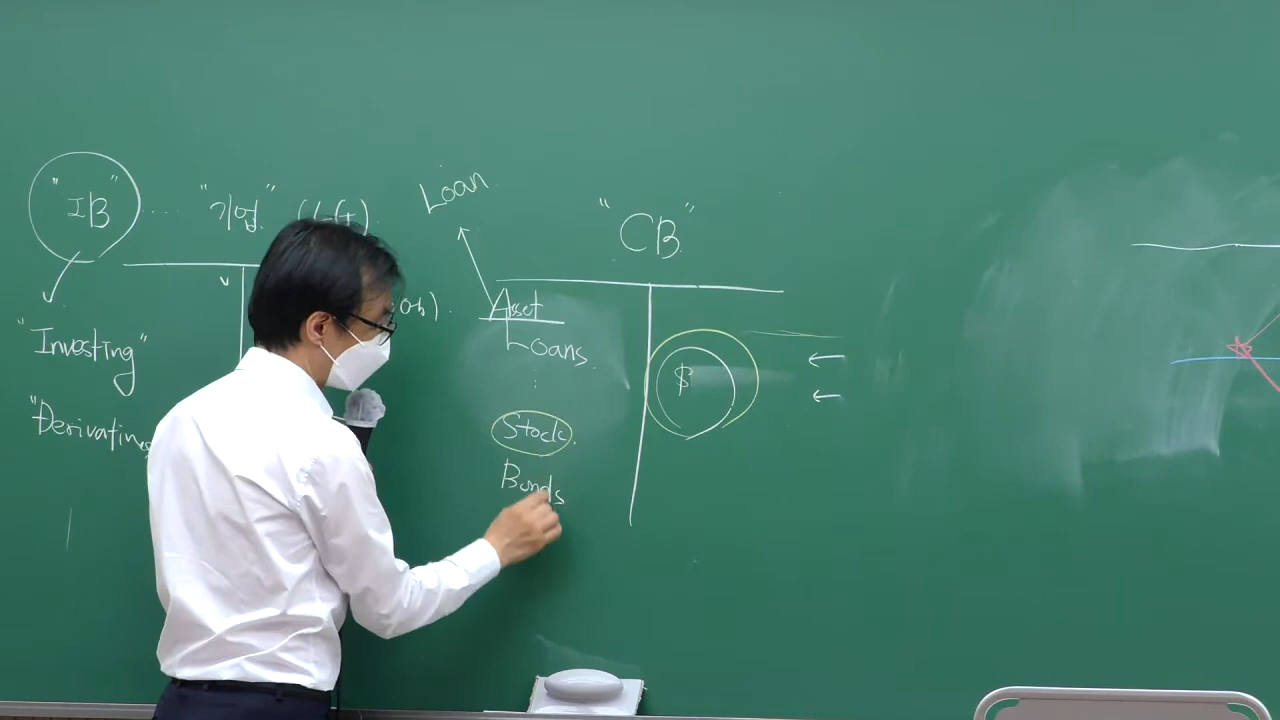 "IB" .... "기업"
"Investing"
"Derivatives
Loan
"CB"
Asset
Loans.
Stock.
Bonds
$